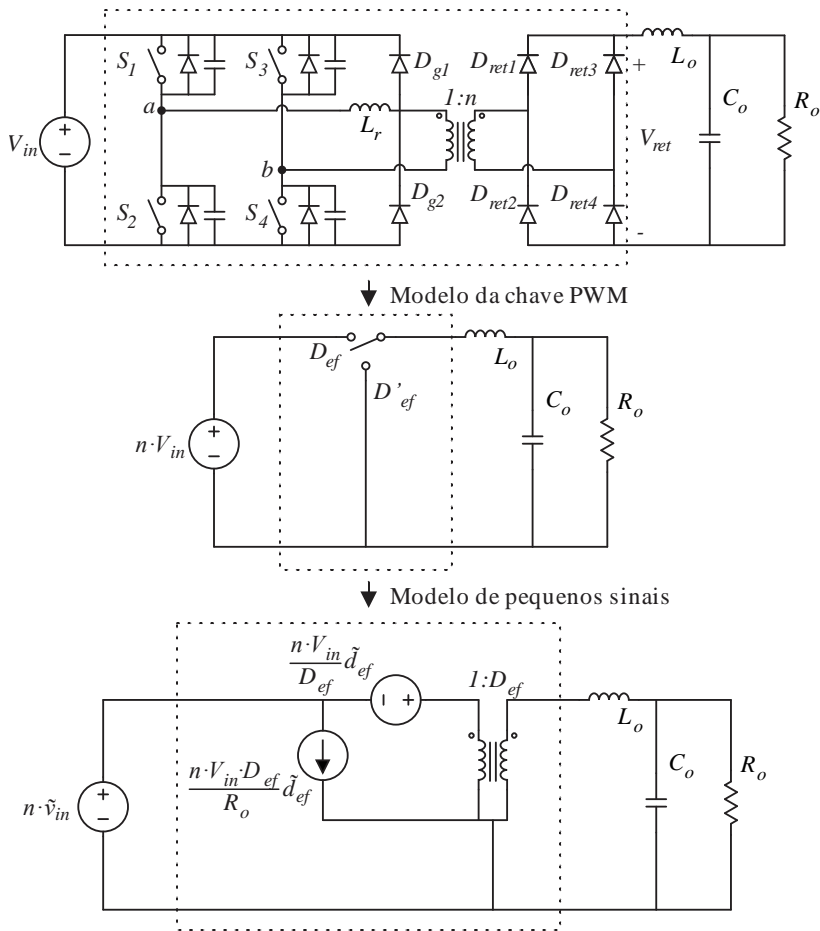 S1 S3 Dg1 Dret1 Dret3 + Lo
a Lr 1:n Co Ro
Vin + − b Vret
S2 S4 Dg2 Dret2 Dret4 -
Modelo da chave PWM
Def Lo
D’ef Co Ro
n·Vin + −
Modelo de pequenos sinais
n·Vin/Def d̃ef − + 1:Def Lo
n·Vin·Def/Ro d̃ef Co Ro
n·ṽin + −